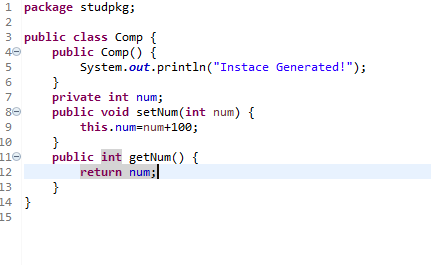 1 package studpkg;
2
3 public class Comp {
4     public Comp() {
5         System.out.println("Instace Generated!");
6     }
7     private int num;
8     public void setNum(int num) {
9         this.num=num+100;
10     }
11     public int getNum() {
12         return num;
13     }
14 }
15